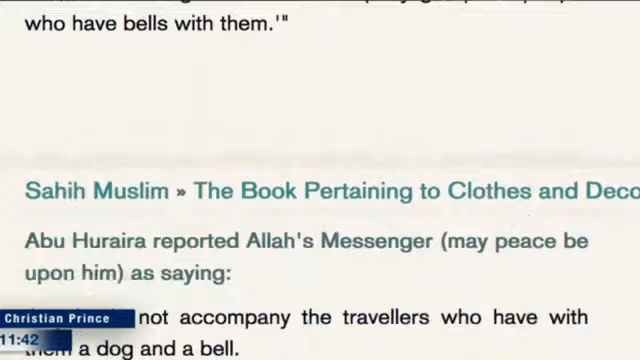 who have bells with them.'"
Sahih Muslim » The Book Pertaining to Clothes and Deco
Abu Huraira reported Allah's Messenger (may peace be
upon him) as saying:
not accompany the travellers who have with
them a dog and a bell.
Christian Prince
11:42